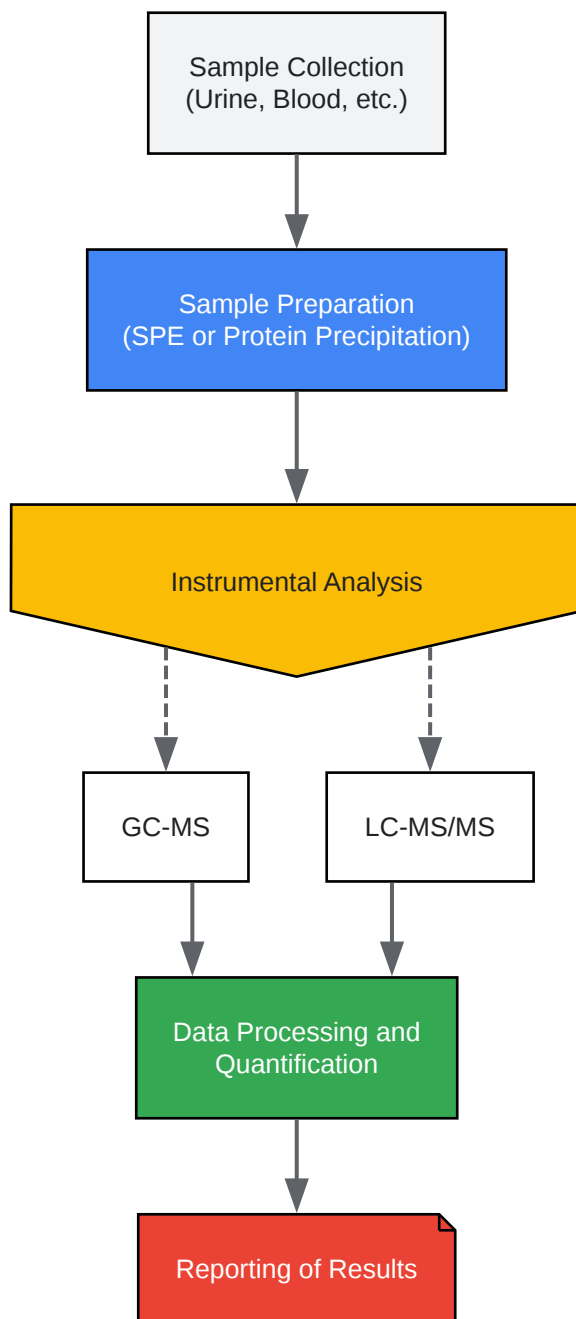 Sample Collection
(Urine, Blood, etc.)
Sample Preparation
(SPE or Protein Precipitation)
Instrumental Analysis
GC-MS
LC-MS/MS
Data Processing and
Quantification
Reporting of Results